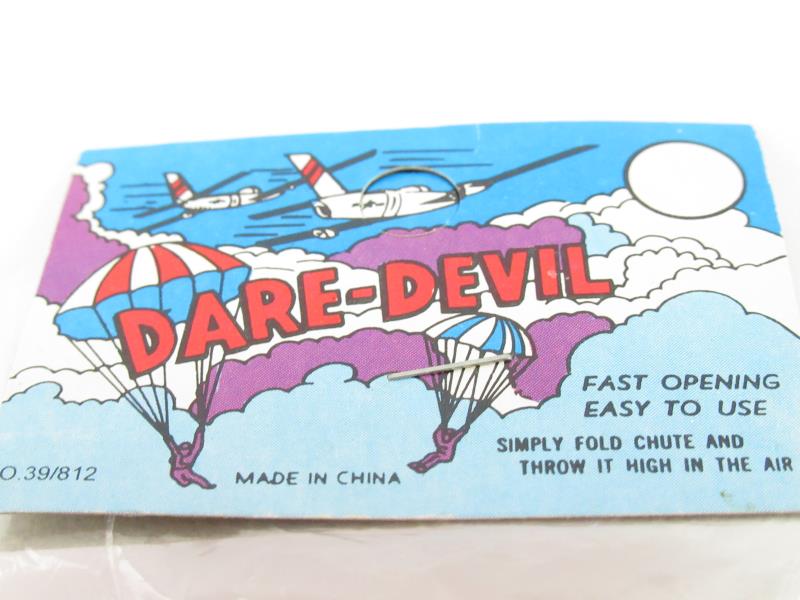 DARE-DEVIL
FAST OPENING
EASY TO USE
SIMPLY FOLD CHUTE AND
THROW IT HIGH IN THE AIR
O.39/812
MADE IN CHINA